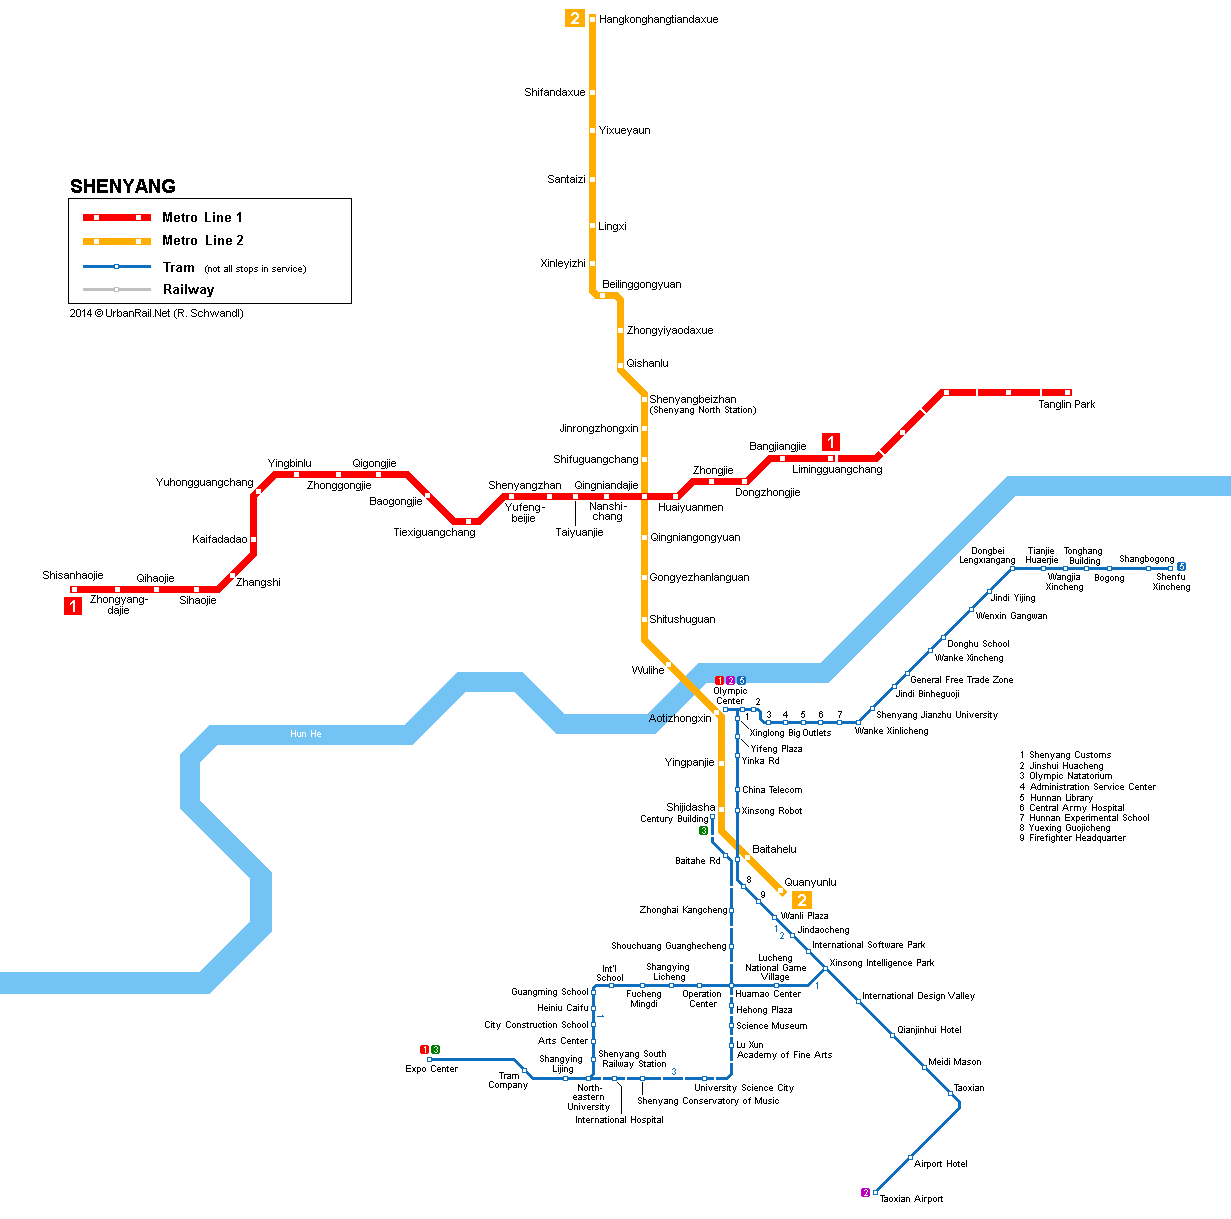 2
Hangkonghangtiandaxue
Shifandaxue
Yixueyaun
Santaizi
SHENYANG
Metro Line 1
Metro Line 2
Tram (not all stops in service)
Railway
2014 © UrbanRail.Net (R. Schwandl)
Lingxi
Xinleyizhi
Beilinggongyuan
Zhongyiyaodaxue
Qishanlu
Shenyangbeizhan
(Shenyang North Station)
Tanglin Park
Jinrongzhongxin
1
Bangjiangjie
Shifuguangchang
Limingguangchang
Yingbinlu
Qigongjie
Zhongjie
Yuhongguangchang
Zhonggongjie
Shenyangzhan
Qingniandajie
Dongzhongjie
Baogongjie
Yufeng-
beijie
Nanshi-
chang
Huaiyuanmen
Tiexiguangchang
Taiyuanjie
Kaifadadao
Qingniangongyuan
Shisanhaojie
Qihaojie
Zhangshi
Gongyezhanlanguan
1
Zhongyang-
dajie
Sihaojie
Shitushuguan
Dongbei
Lengxiangang
Tianjie
Huaerjie
Tonghang
Building
Shangbogong
5
Wangjia
Xincheng
Bogong
Shenfu
Xincheng
Jindi Yijing
Wenxin Gangwan
Donghu School
Wanke Xincheng
General Free Trade Zone
Jindi Binheguoji
Shenyang Jianzhu University
Wanke Xinlicheng
Wulihe
1 2 5
Olympic
Center
Aotizhongxin
1
2
3
4
5
6
7
Hun He
Xinglong Big Outlets
Yifeng Plaza
Yinka Rd
Yingpanjie
China Telecom
Shijidasha
Century Building
Xinsong Robot
3
Baitahe Rd
Baitahelu
Quanyunlu
2
1 Shenyang Customs
2 Jinshui Huacheng
3 Olympic Natatorium
4 Administration Service Center
5 Hunnan Library
6 Central Army Hospital
7 Hunnan Experimental School
8 Yuexing Guojicheng
9 Firefighter Headquarter
8
9
Zhonghai Kangcheng
Wanli Plaza
1
2
Jindaocheng
Shouchuang Guanghecheng
International Software Park
Xinsong Intelligence Park
Lucheng
National Game
Village
Int'l
School
Shangying
Licheng
Guangming School
Fucheng
Mingdi
Operation
Center
Huamao Center
1
International Design Valley
Heiniu Caifu
Hehong Plaza
1
City Construction School
Science Museum
Qianjinhui Hotel
Arts Center
Lu Xun
Academy of Fine Arts
1 3
Expo Center
Shangying
Lijing
Shenyang South
Railway Station
Meidi Mason
Tram
Company
3
North-
eastern
University
University Science City
Taoxian
Shenyang Conservatory of Music
International Hospital
Airport Hotel
2
Taoxian Airport